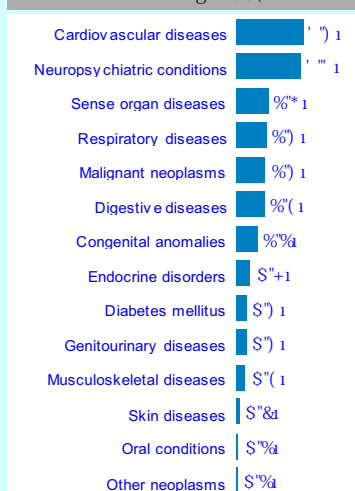 Cardiovascular diseases ' ") ı
Neuropsychiatric conditions ' "' ı
Sense organ diseases %"* ı
Respiratory diseases %") ı
Malignant neoplasms %") ı
Digestive diseases %"( ı
Congenital anomalies %"%ı
Endocrine disorders $"+ı
Diabetes mellitus $") ı
Genitourinary diseases $") ı
Musculoskeletal diseases $"( ı
Skin diseases $"&ı
Oral conditions $"%ı
Other neoplasms $"%ı